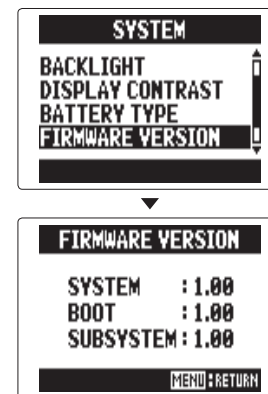 SYSTEM
BACKLIGHT
DISPLAY CONTRAST
BATTERY TYPE
FIRMWARE VERSION
FIRMWARE VERSION
SYSTEM :1.00
BOOT :1.00
SUBSYSTEM:1.00
MENU:RETURN